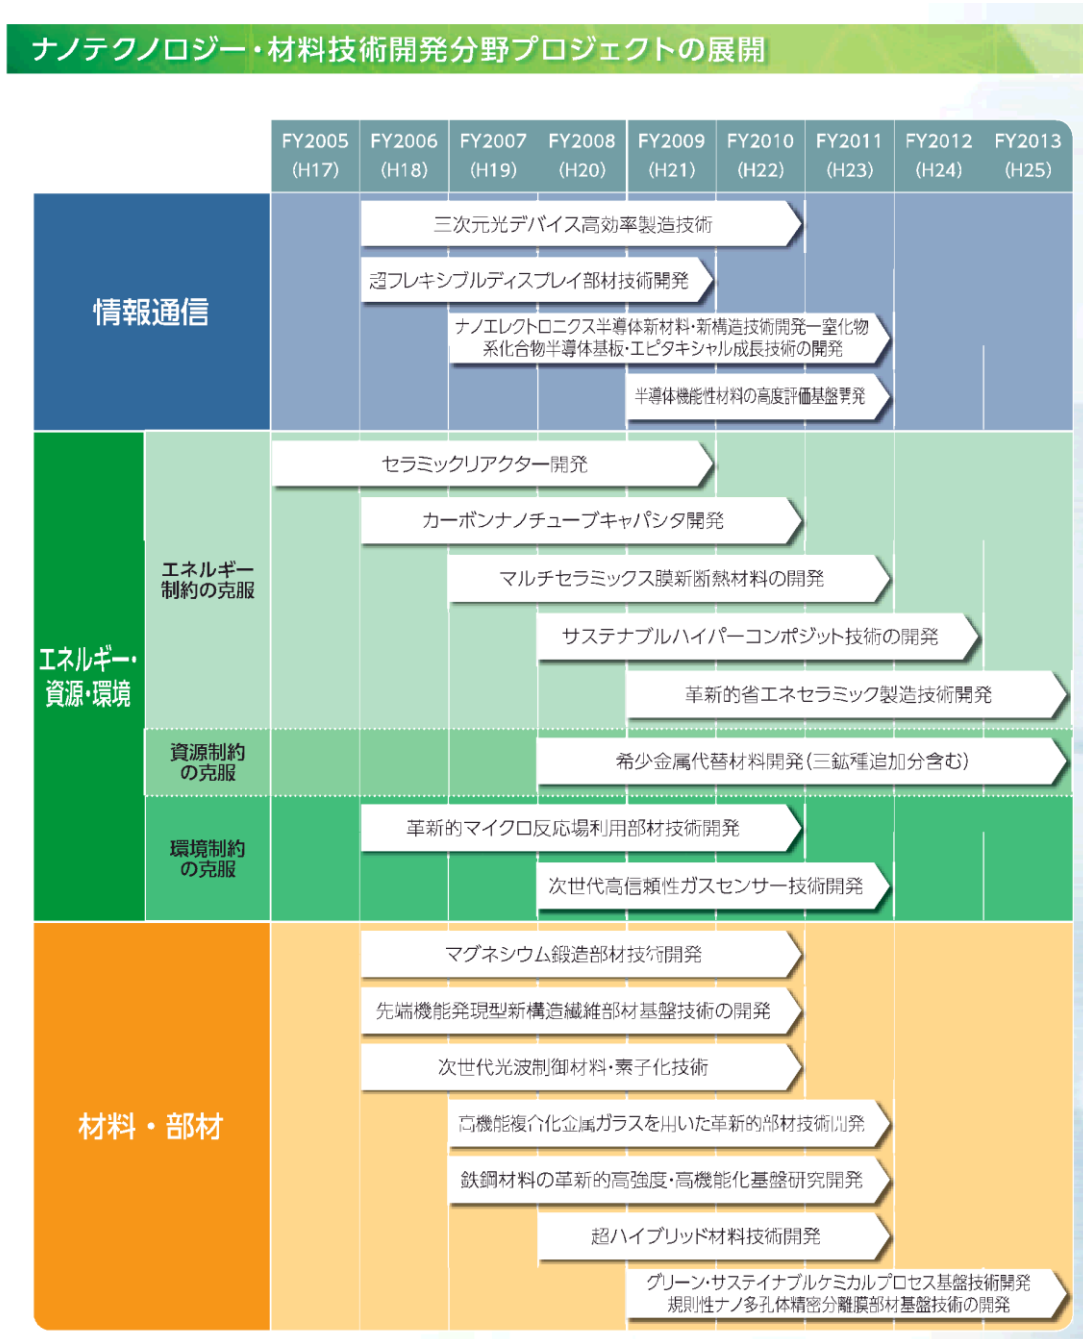 ナノテクノロジー・材料技術開発分野プロジェクトの展開
FY2005 FY2006 FY2007 FY2008 FY2009 FY2010 FY2011 FY2012 FY2013
(H17) (H18) (H19) (H20) (H21) (H22) (H23) (H24) (H25)
情報通信
三次元光デバイス高効率製造技術
超フレキシブルディスプレイ部材技術開発
ナノエレクトロニクス半導体新材料・新構造技術開発―窒化物
系化合物半導体基板・エピタキシャル成長技術の開発
半導体機能性材料の高度評価基盤開発
エネルギー・
資源・環境
エネルギー
制約の克服
セラミックリアクター開発
カーボンナノチューブキャパシタ開発
マルチセラミックス膜新断熱材料の開発
サステナブルハイパーコンポジット技術の開発
革新的省エネセラミック製造技術開発
資源制約
の克服
希少金属代替材料開発(三鉱種追加分含む)
環境制約
の克服
革新的マイクロ反応場利用部材技術開発
次世代高信頼性ガスセンサー技術開発
材料・部材
マグネシウム鍛造部材技術開発
先端機能発現型新構造繊維部材基盤技術の開発
次世代光波制御材料・素子化技術
高機能複合化金属ガラスを用いた革新的部材技術開発
鉄鋼材料の革新的高強度・高機能化基盤研究開発
超ハイブリッド材料技術開発
グリーン・サステイナブルケミカルプロセス基盤技術開発
規則性ナノ多孔体精密分離膜部材基盤技術の開発